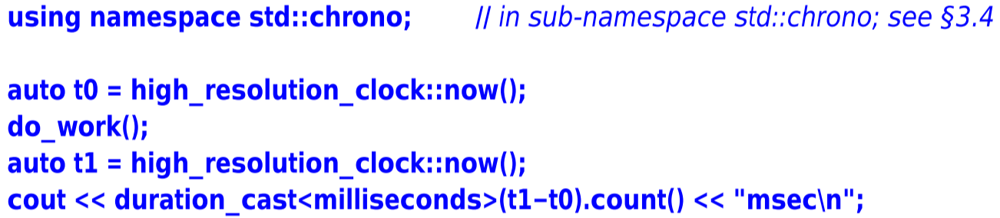 using namespace std::chrono; // in sub-namespace std::chrono; see §3.4
auto t0 = high_resolution_clock::now();
do_work();
auto t1 = high_resolution_clock::now();
cout << duration_cast<milliseconds>(t1−t0).count() << "msec\n";